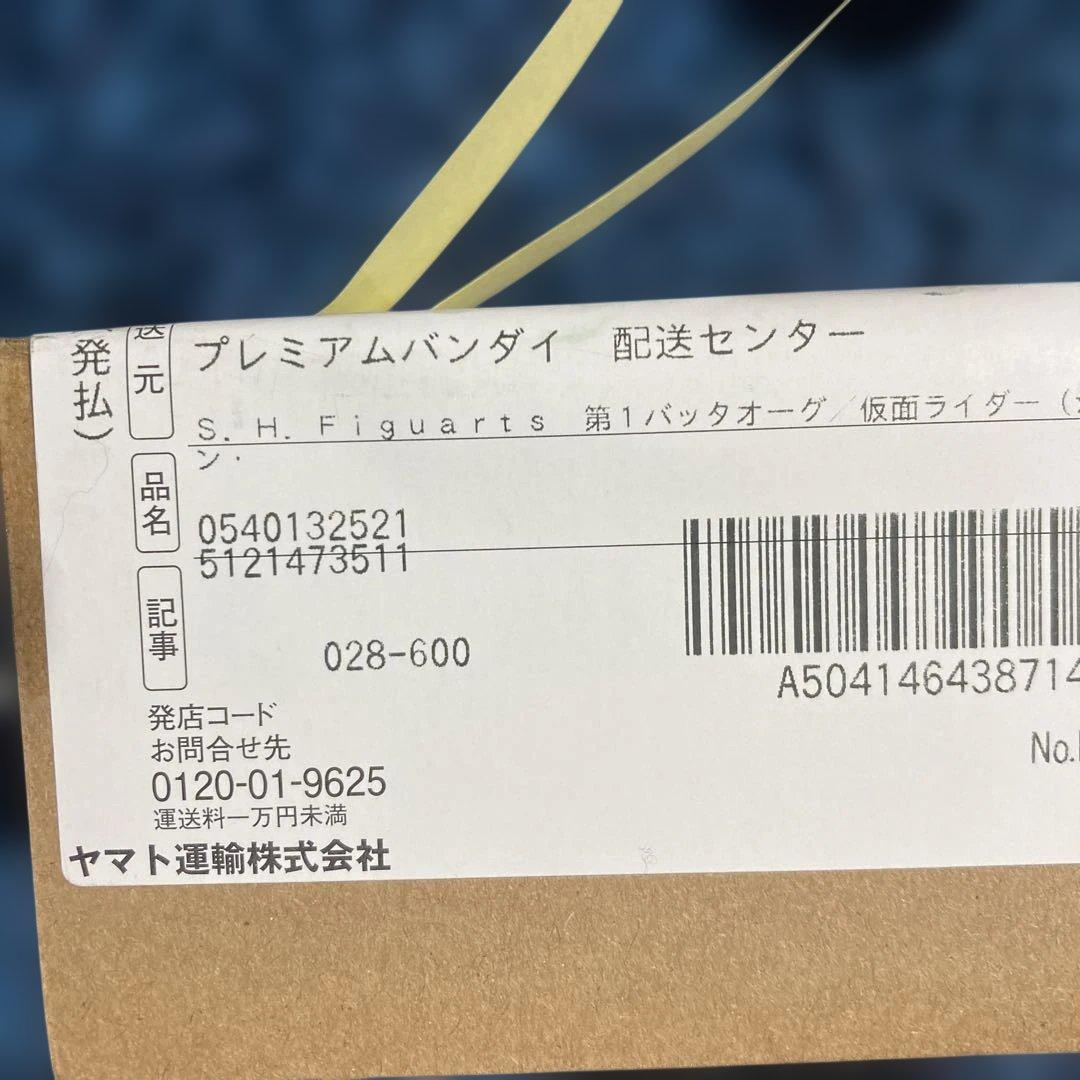 発払)
送元
プレミアムバンダイ 配送センター
S.H.Figuarts 第1バッタオーグ/仮面ライダー(
ン・
品名
0540132521
5121473511
記事
028-600
A504146438714
発店コード
お問合せ先
No.
0120-01-9625
運送料一万円未満
ヤマト運輸株式会社